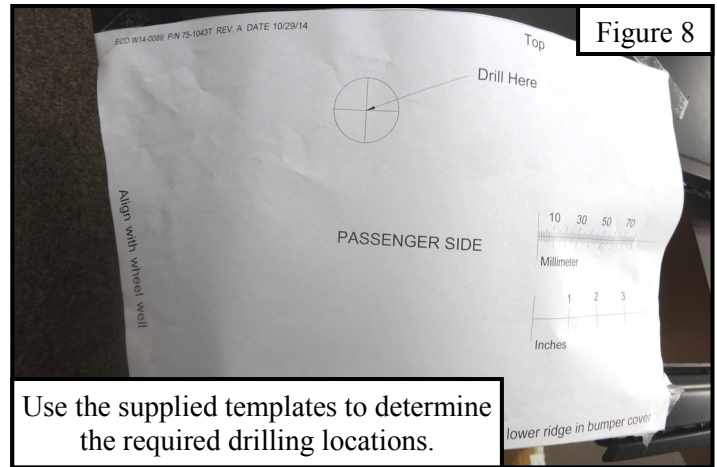 Figure 8
ECO W14-0089 P/N 75-1043T REV: A DATE 10/29/14
Top
Drill Here
Align with wheel well
PASSENGER SIDE
10 30 50 70
Millimeter
1 2 3
Inches
lower ridge in bumper cover
Use the supplied templates to determine
the required drilling locations.